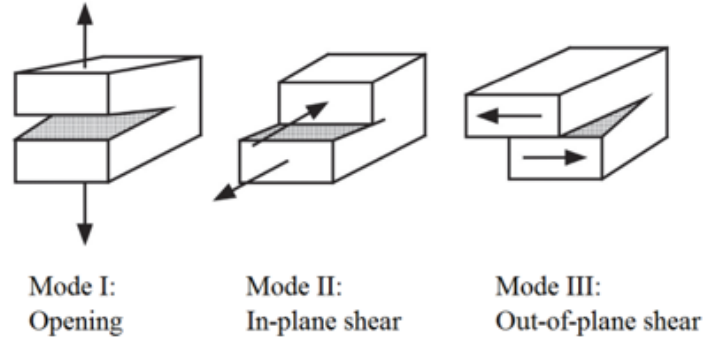 Mode I:
Opening
Mode II:
In-plane shear
Mode III:
Out-of-plane shear